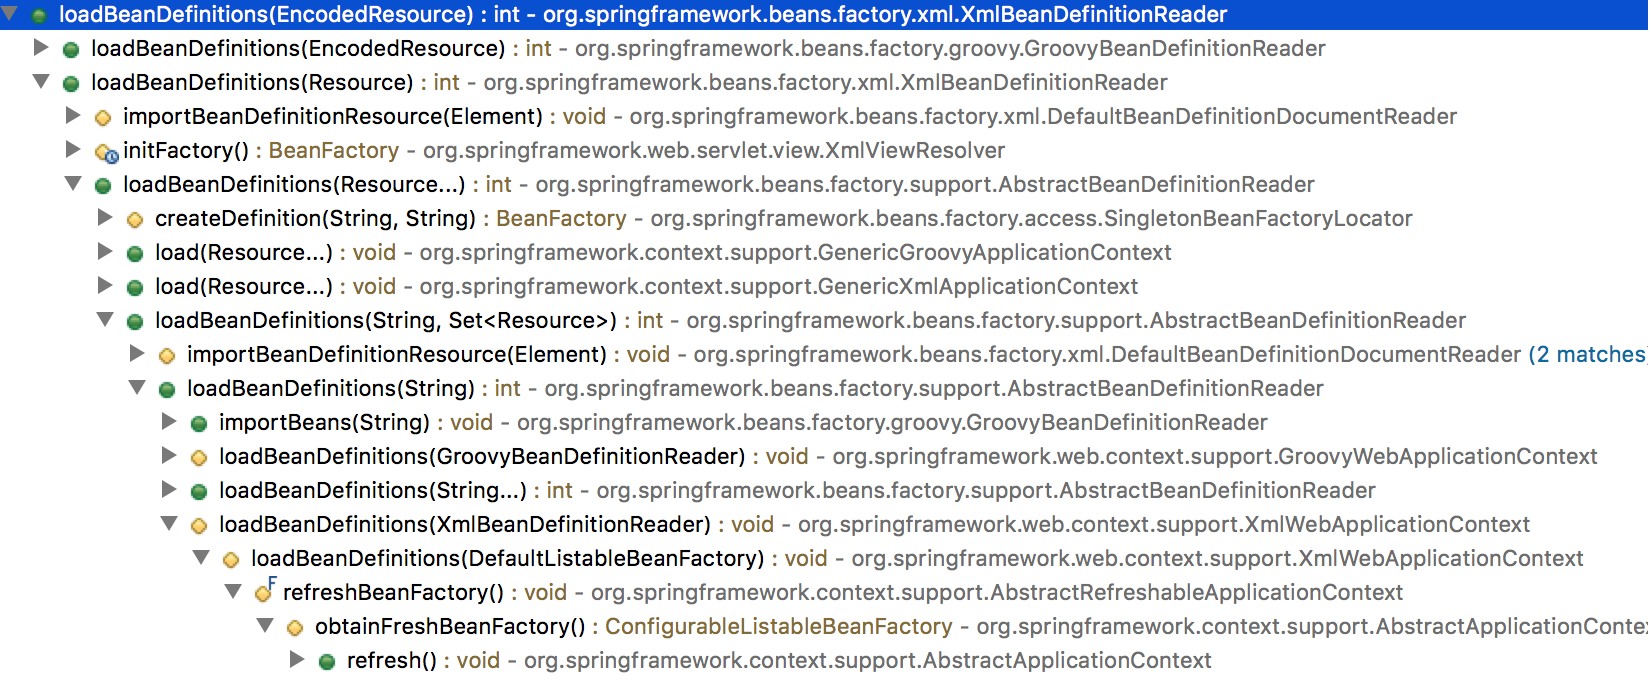 loadBeanDefinitions(EncodedResource) : int - org.springframework.beans.factory.xml.XmlBeanDefinitionReader
loadBeanDefinitions(EncodedResource) : int - org.springframework.beans.factory.groovy.GroovyBeanDefinitionReader
loadBeanDefinitions(Resource) : int - org.springframework.beans.factory.xml.XmlBeanDefinitionReader
importBeanDefinitionResource(Element) : void - org.springframework.beans.factory.xml.DefaultBeanDefinitionDocumentReader
initFactory() : BeanFactory - org.springframework.web.servlet.view.XmlViewResolver
loadBeanDefinitions(Resource...) : int - org.springframework.beans.factory.support.AbstractBeanDefinitionReader
createDefinition(String, String) : BeanFactory - org.springframework.beans.factory.access.SingletonBeanFactoryLocator
load(Resource...) : void - org.springframework.context.support.GenericGroovyApplicationContext
load(Resource...) : void - org.springframework.context.support.GenericXmlApplicationContext
loadBeanDefinitions(String, Set<Resource>) : int - org.springframework.beans.factory.support.AbstractBeanDefinitionReader
importBeanDefinitionResource(Element) : void - org.springframework.beans.factory.xml.DefaultBeanDefinitionDocumentReader (2 matches)
loadBeanDefinitions(String) : int - org.springframework.beans.factory.support.AbstractBeanDefinitionReader
importBeans(String) : void - org.springframework.beans.factory.groovy.GroovyBeanDefinitionReader
loadBeanDefinitions(GroovyBeanDefinitionReader) : void - org.springframework.web.context.support.GroovyWebApplicationContext
loadBeanDefinitions(String...) : int - org.springframework.beans.factory.support.AbstractBeanDefinitionReader
loadBeanDefinitions(XmlBeanDefinitionReader) : void - org.springframework.web.context.support.XmlWebApplicationContext
loadBeanDefinitions(DefaultListableBeanFactory) : void - org.springframework.web.context.support.XmlWebApplicationContext
refreshBeanFactory() : void - org.springframework.context.support.AbstractRefreshableApplicationContext
obtainFreshBeanFactory() : ConfigurableListableBeanFactory - org.springframework.context.support.AbstractApplicationConte
refresh() : void - org.springframework.context.support.AbstractApplicationContext